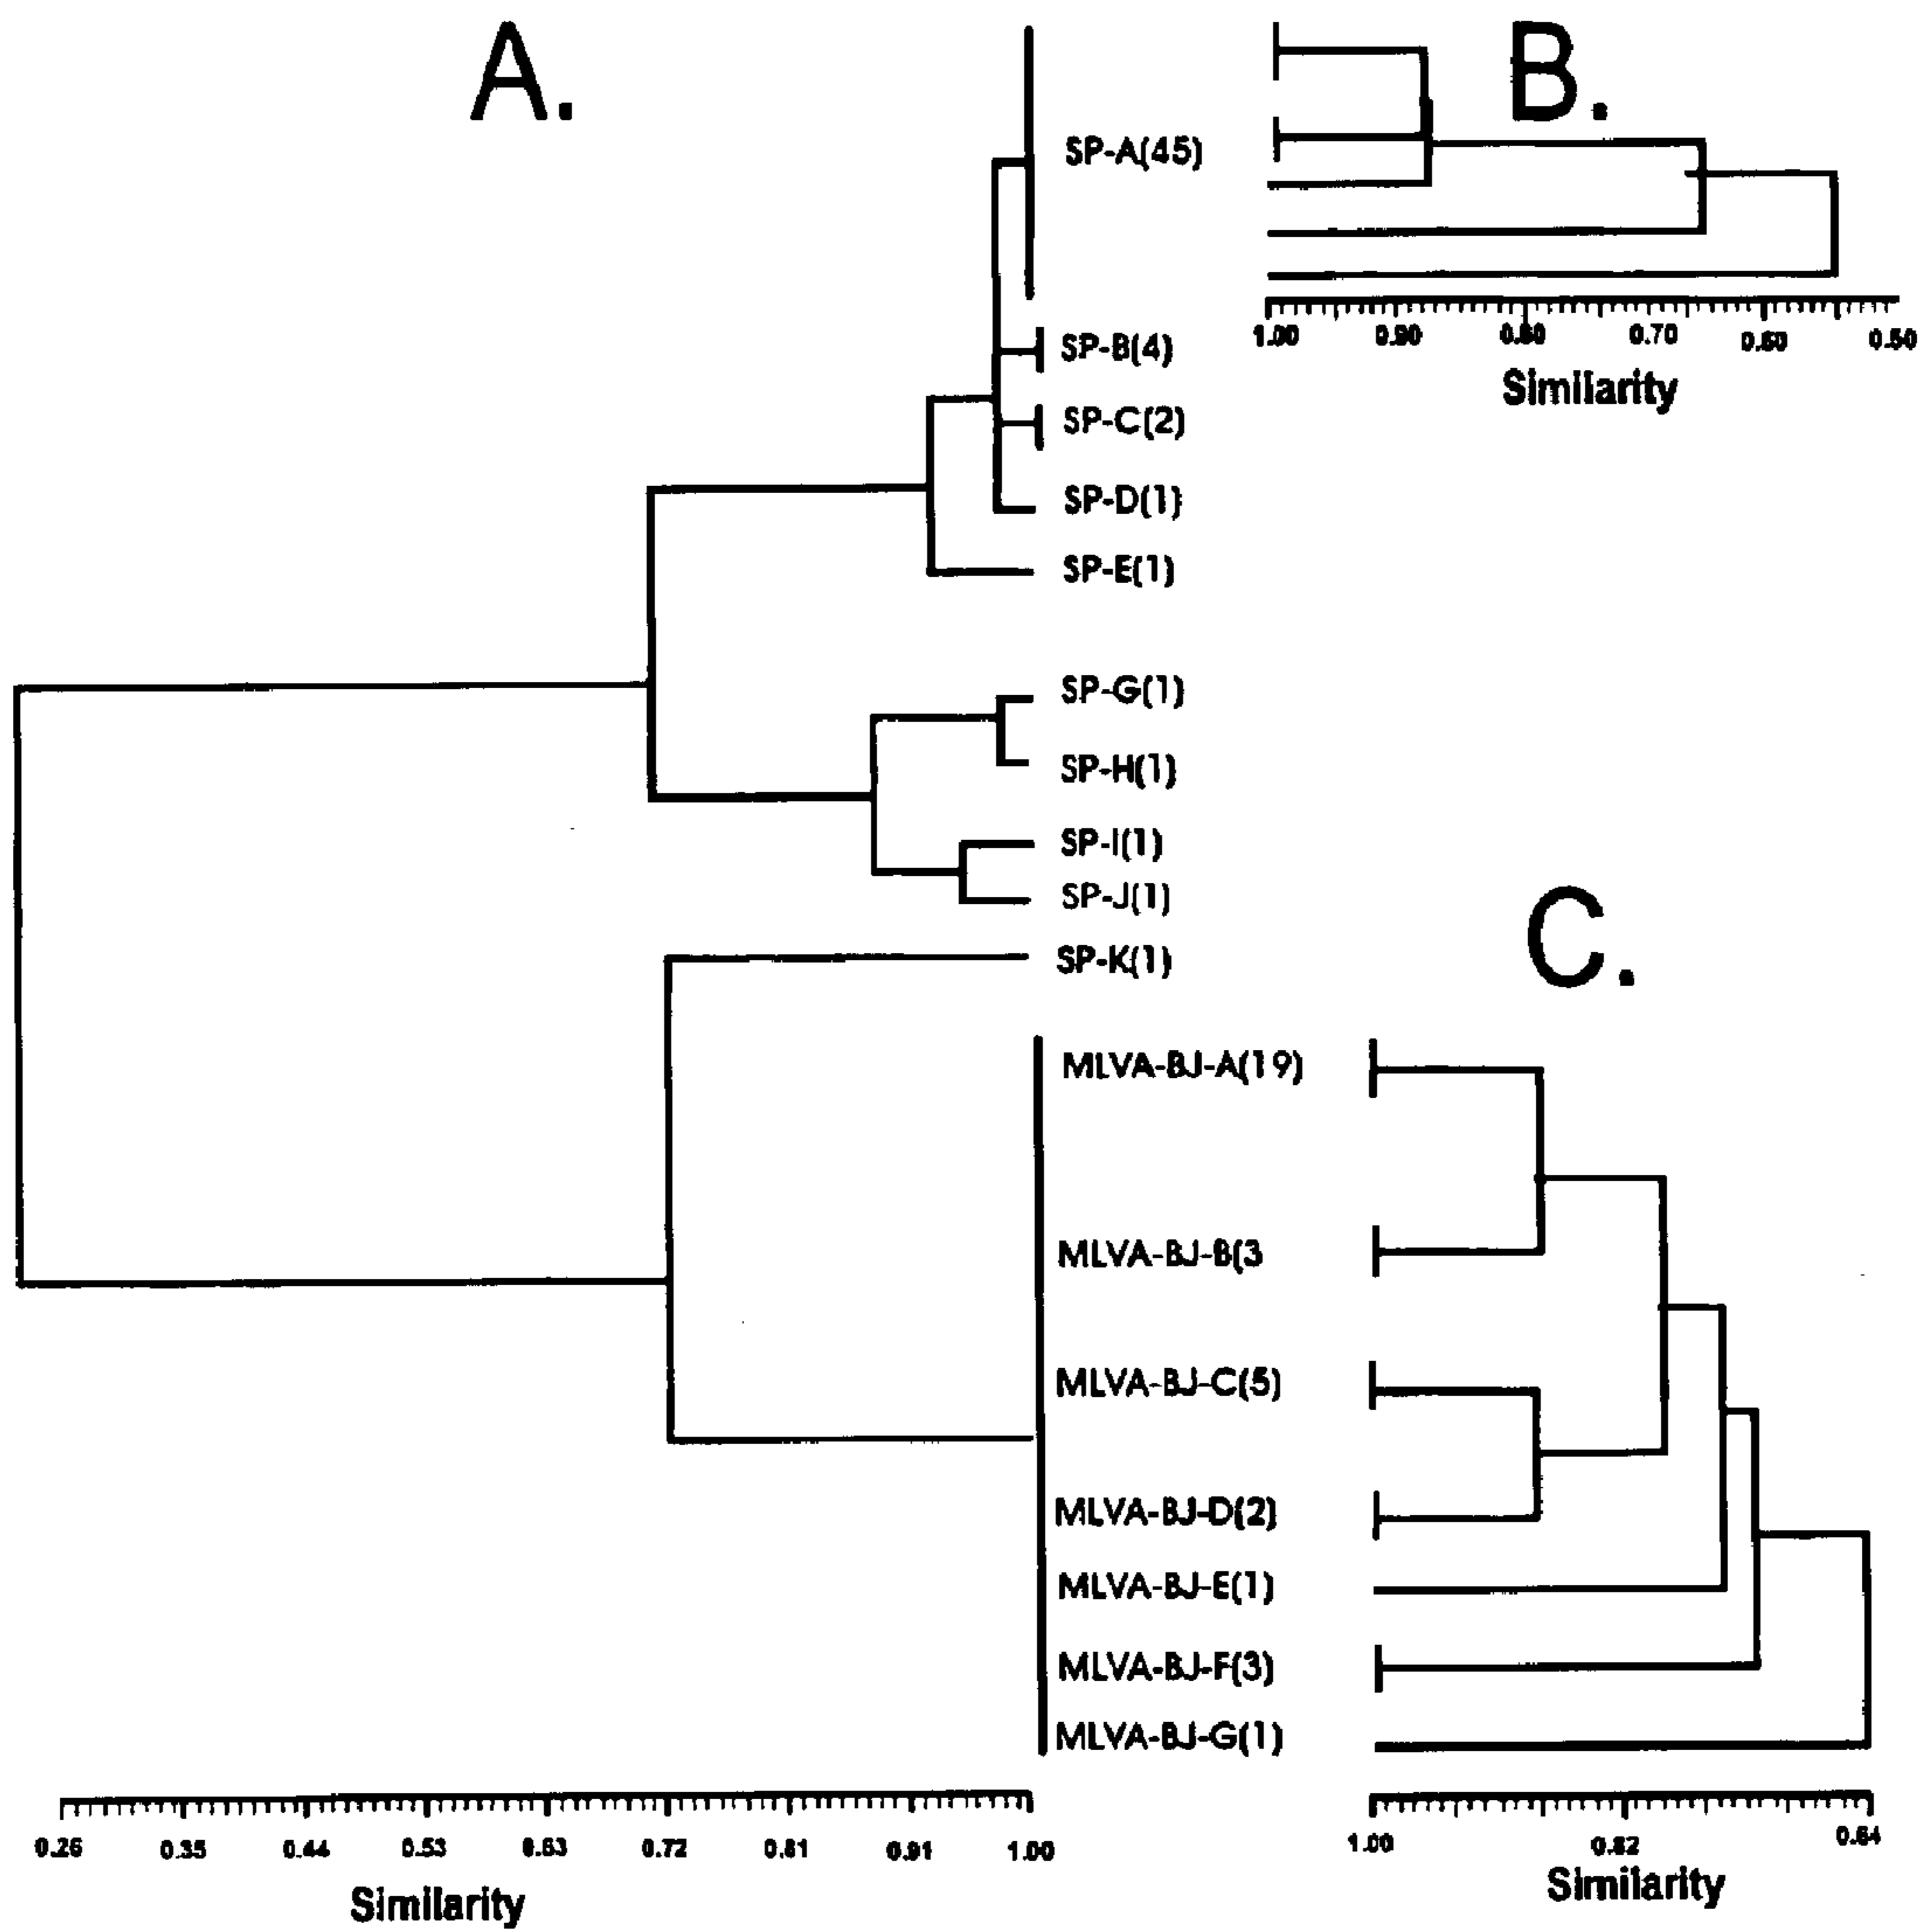 A.
B.
SP-A(45)
SP-B(4)
SP-C(2)
SP-D(1)
SP-E(1)
SP-G(1)
SP-H(1)
SP-I(1)
SP-J(1)
SP-K(1)
1.00 0.90 0.80 0.70 0.60 0.50
Similarity
C.
MLVA-BJ-A(19)
MLVA-BJ-B(3
MLVA-BJ-C(5)
MLVA-BJ-D(2)
MLVA-BJ-E(1)
MLVA-BJ-F(3)
MLVA-BJ-G(1)
0.26 0.35 0.44 0.53 0.63 0.72 0.81 0.91 1.00
Similarity
1.00 0.82 0.64
Similarity